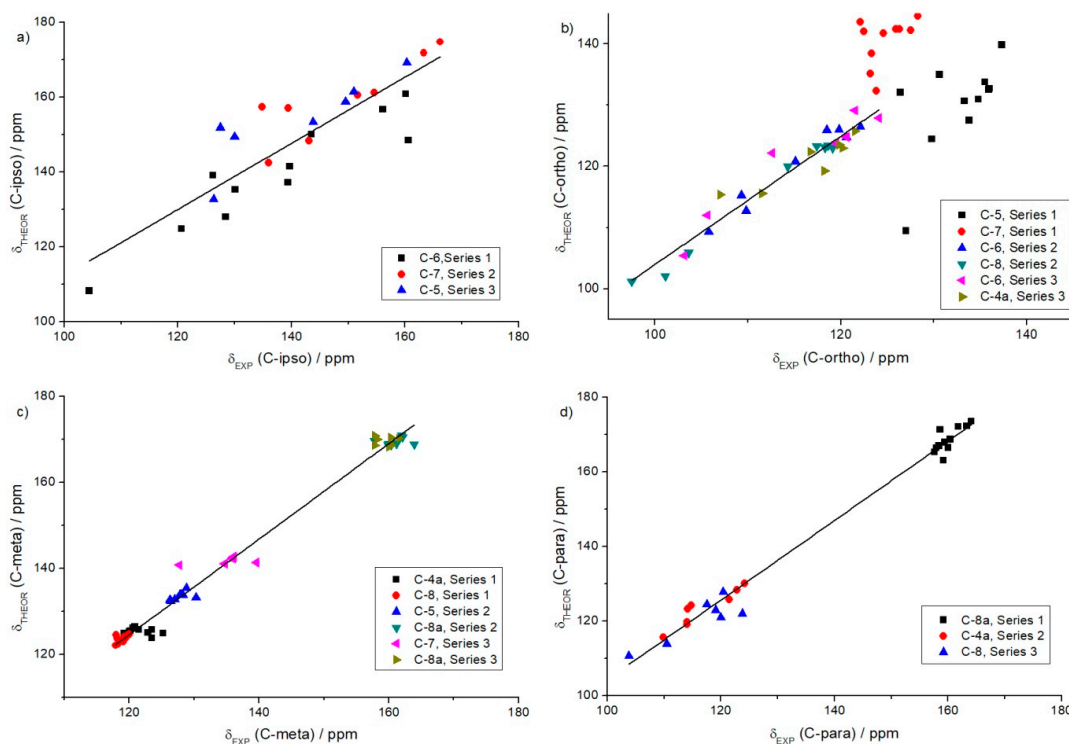 a)
180
160
140
120
100
δTHEOR (C-ipso) / ppm
C-6,Series 1
C-7, Series 2
C-5, Series 3
100 120 140 160 180
δEXP (C-ipso) / ppm
b)
140
120
100
δTHEOR (C-ortho) / ppm
C-5, Series 1
C-7, Series 1
C-6, Series 2
C-8, Series 2
C-6, Series 3
C-4a, Series 3
100 120 140
δEXP (C-ortho) / ppm
c)
180
160
140
120
δTHEOR (C-meta) / ppm
C-4a, Series 1
C-8, Series 1
C-5, Series 2
C-8a, Series 2
C-7, Series 3
C-8a, Series 3
120 140 160 180
δEXP (C-meta) / ppm
d)
180
160
140
120
100
δTHEOR (C-para) / ppm
C-8a, Series 1
C-4a, Series 2
C-8, Series 3
100 120 140 160 180
δEXP (C-para) / ppm